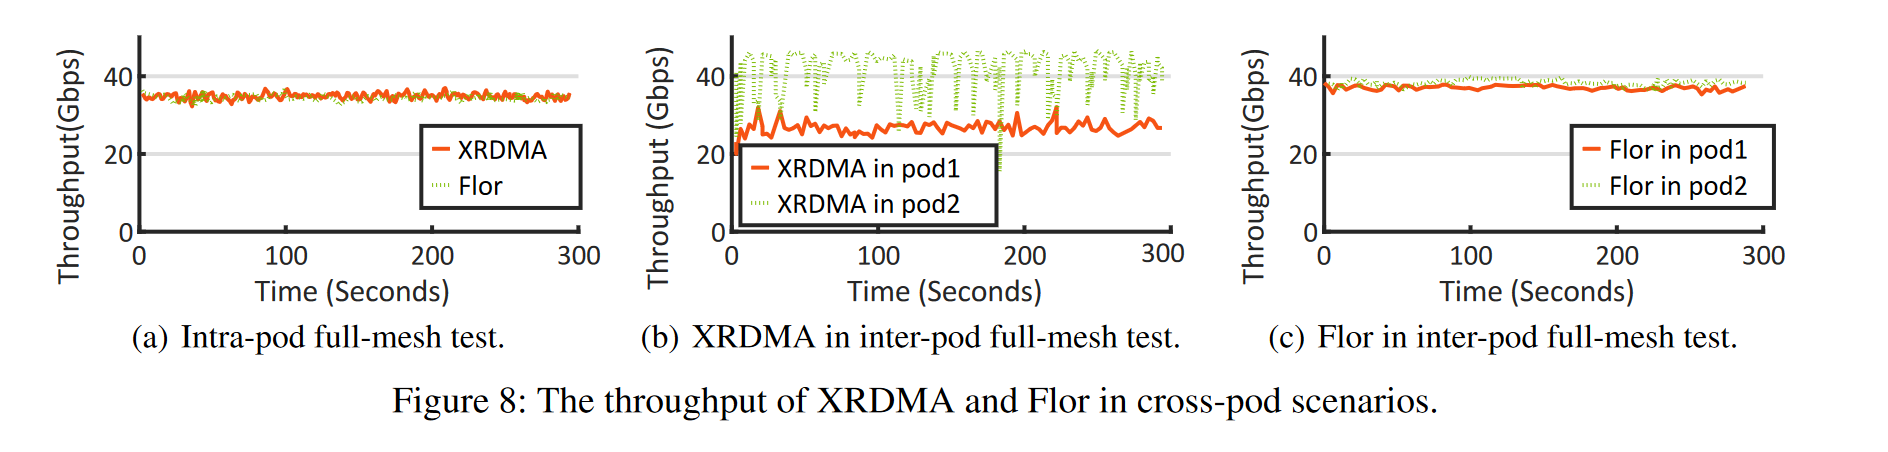 Throughput(Gbps)
40
20
0
XRDMA
Flor
0 100 200 300
Time (Seconds)
(a) Intra-pod full-mesh test.
Throughput (Gbps)
40
20
0
XRDMA in pod1
XRDMA in pod2
0 100 200 300
Time (Seconds)
(b) XRDMA in inter-pod full-mesh test.
Throughput(Gbps)
40
20
0
Flor in pod1
Flor in pod2
0 100 200 300
Time (Seconds)
(c) Flor in inter-pod full-mesh test.
Figure 8: The throughput of XRDMA and Flor in cross-pod scenarios.